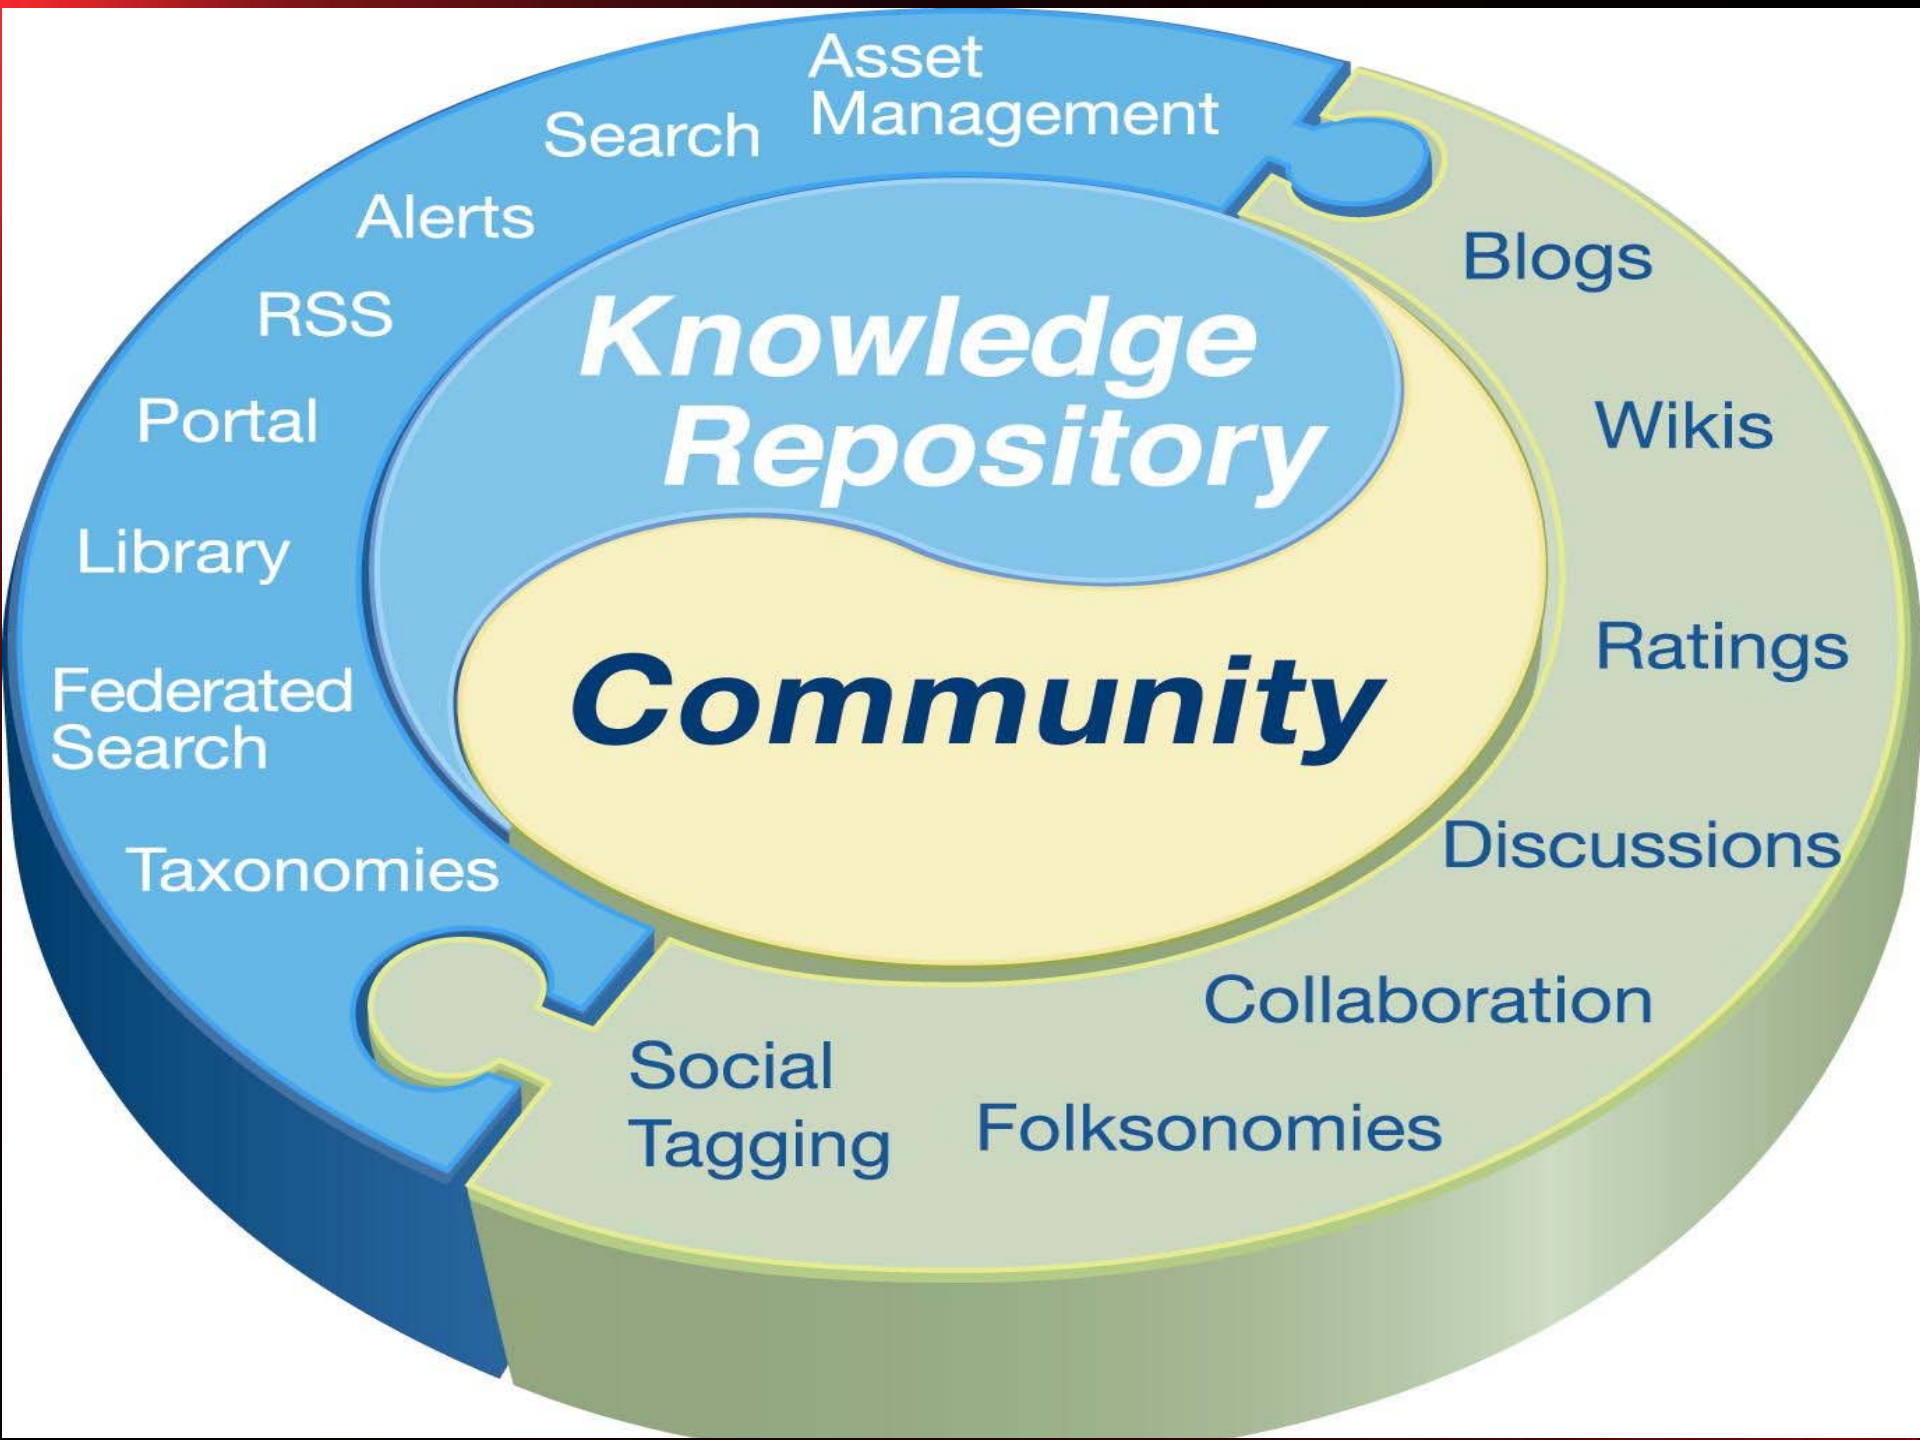 Asset
Management
Search
Alerts
RSS
Portal
Library
Federated
Search
Taxonomies
Knowledge
Repository
Community
Blogs
Wikis
Ratings
Discussions
Collaboration
Folksonomies
Social
Tagging